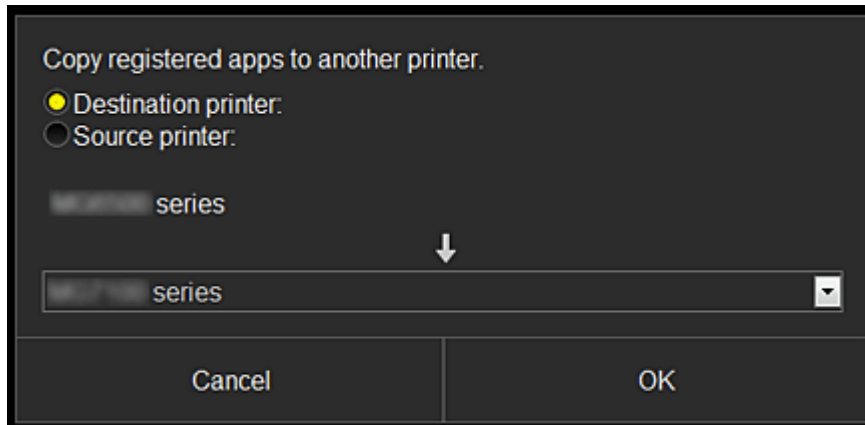 Copy registered apps to another printer.
Destination printer:
Source printer:
series
series
Cancel
OK